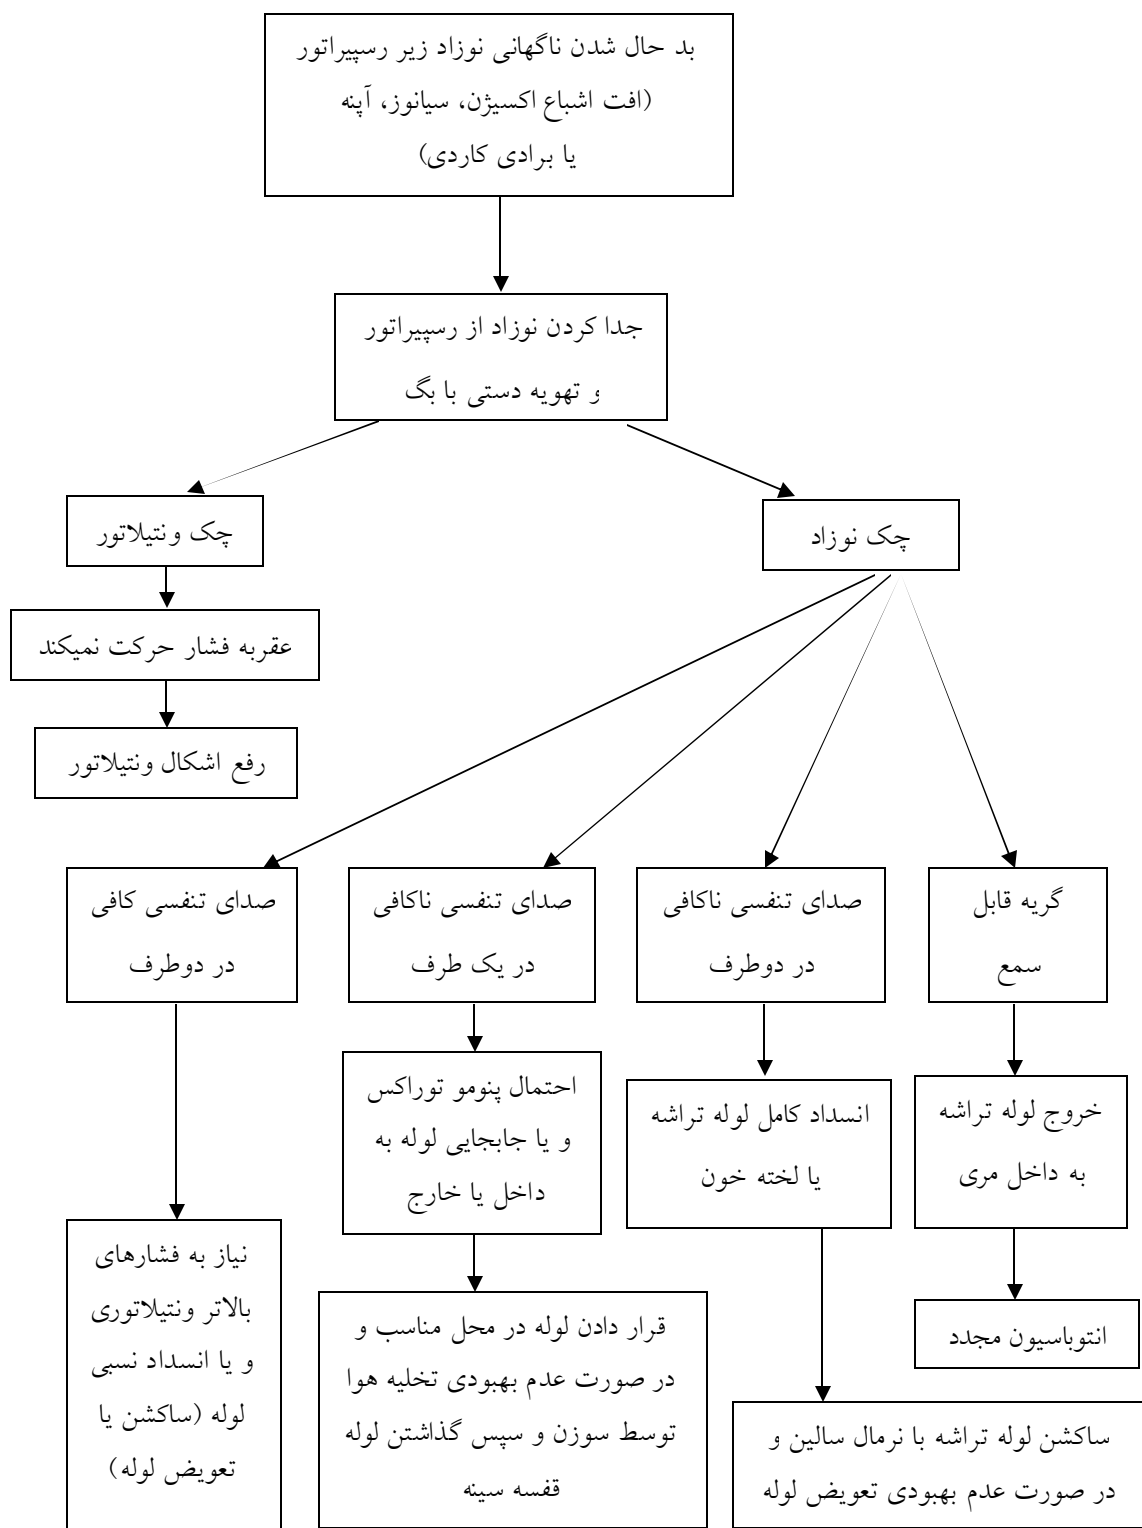 بد حال شدن ناگهانی نوزاد زیر رسپیراتور
(افت اشباع اکسیژن، سیانوز، آپنه
یا برادی کاردی)
جدا کردن نوزاد از رسپیراتور
و تهویه دستی با بگ
چک نوزاد
چک ونتیلاتور
عقربه فشار حرکت نمیکند
رفع اشکال ونتیلاتور
گریه قابل
سمع
صدای تنفسی ناکافی
در دوطرف
صدای تنفسی ناکافی
در یک طرف
صدای تنفسی کافی
در دوطرف
خروج لوله تراشه
به داخل مری
انسداد کامل لوله تراشه
یا لخته خون
احتمال پنومو توراکس
و یا جابجایی لوله به
داخل یا خارج
نیاز به فشارهای
بالاتر ونتیلاتوری
و یا انسداد نسبی
لوله (ساکشن یا
تعویض لوله)
انتوباسیون مجدد
ساکشن لوله تراشه با نرمال سالین و
در صورت عدم بهبودی تعویض لوله
قرار دادن لوله در محل مناسب و
در صورت عدم بهبودی تخلیه هوا
توسط سوزن و سپس گذاشتن لوله
قفسه سینه